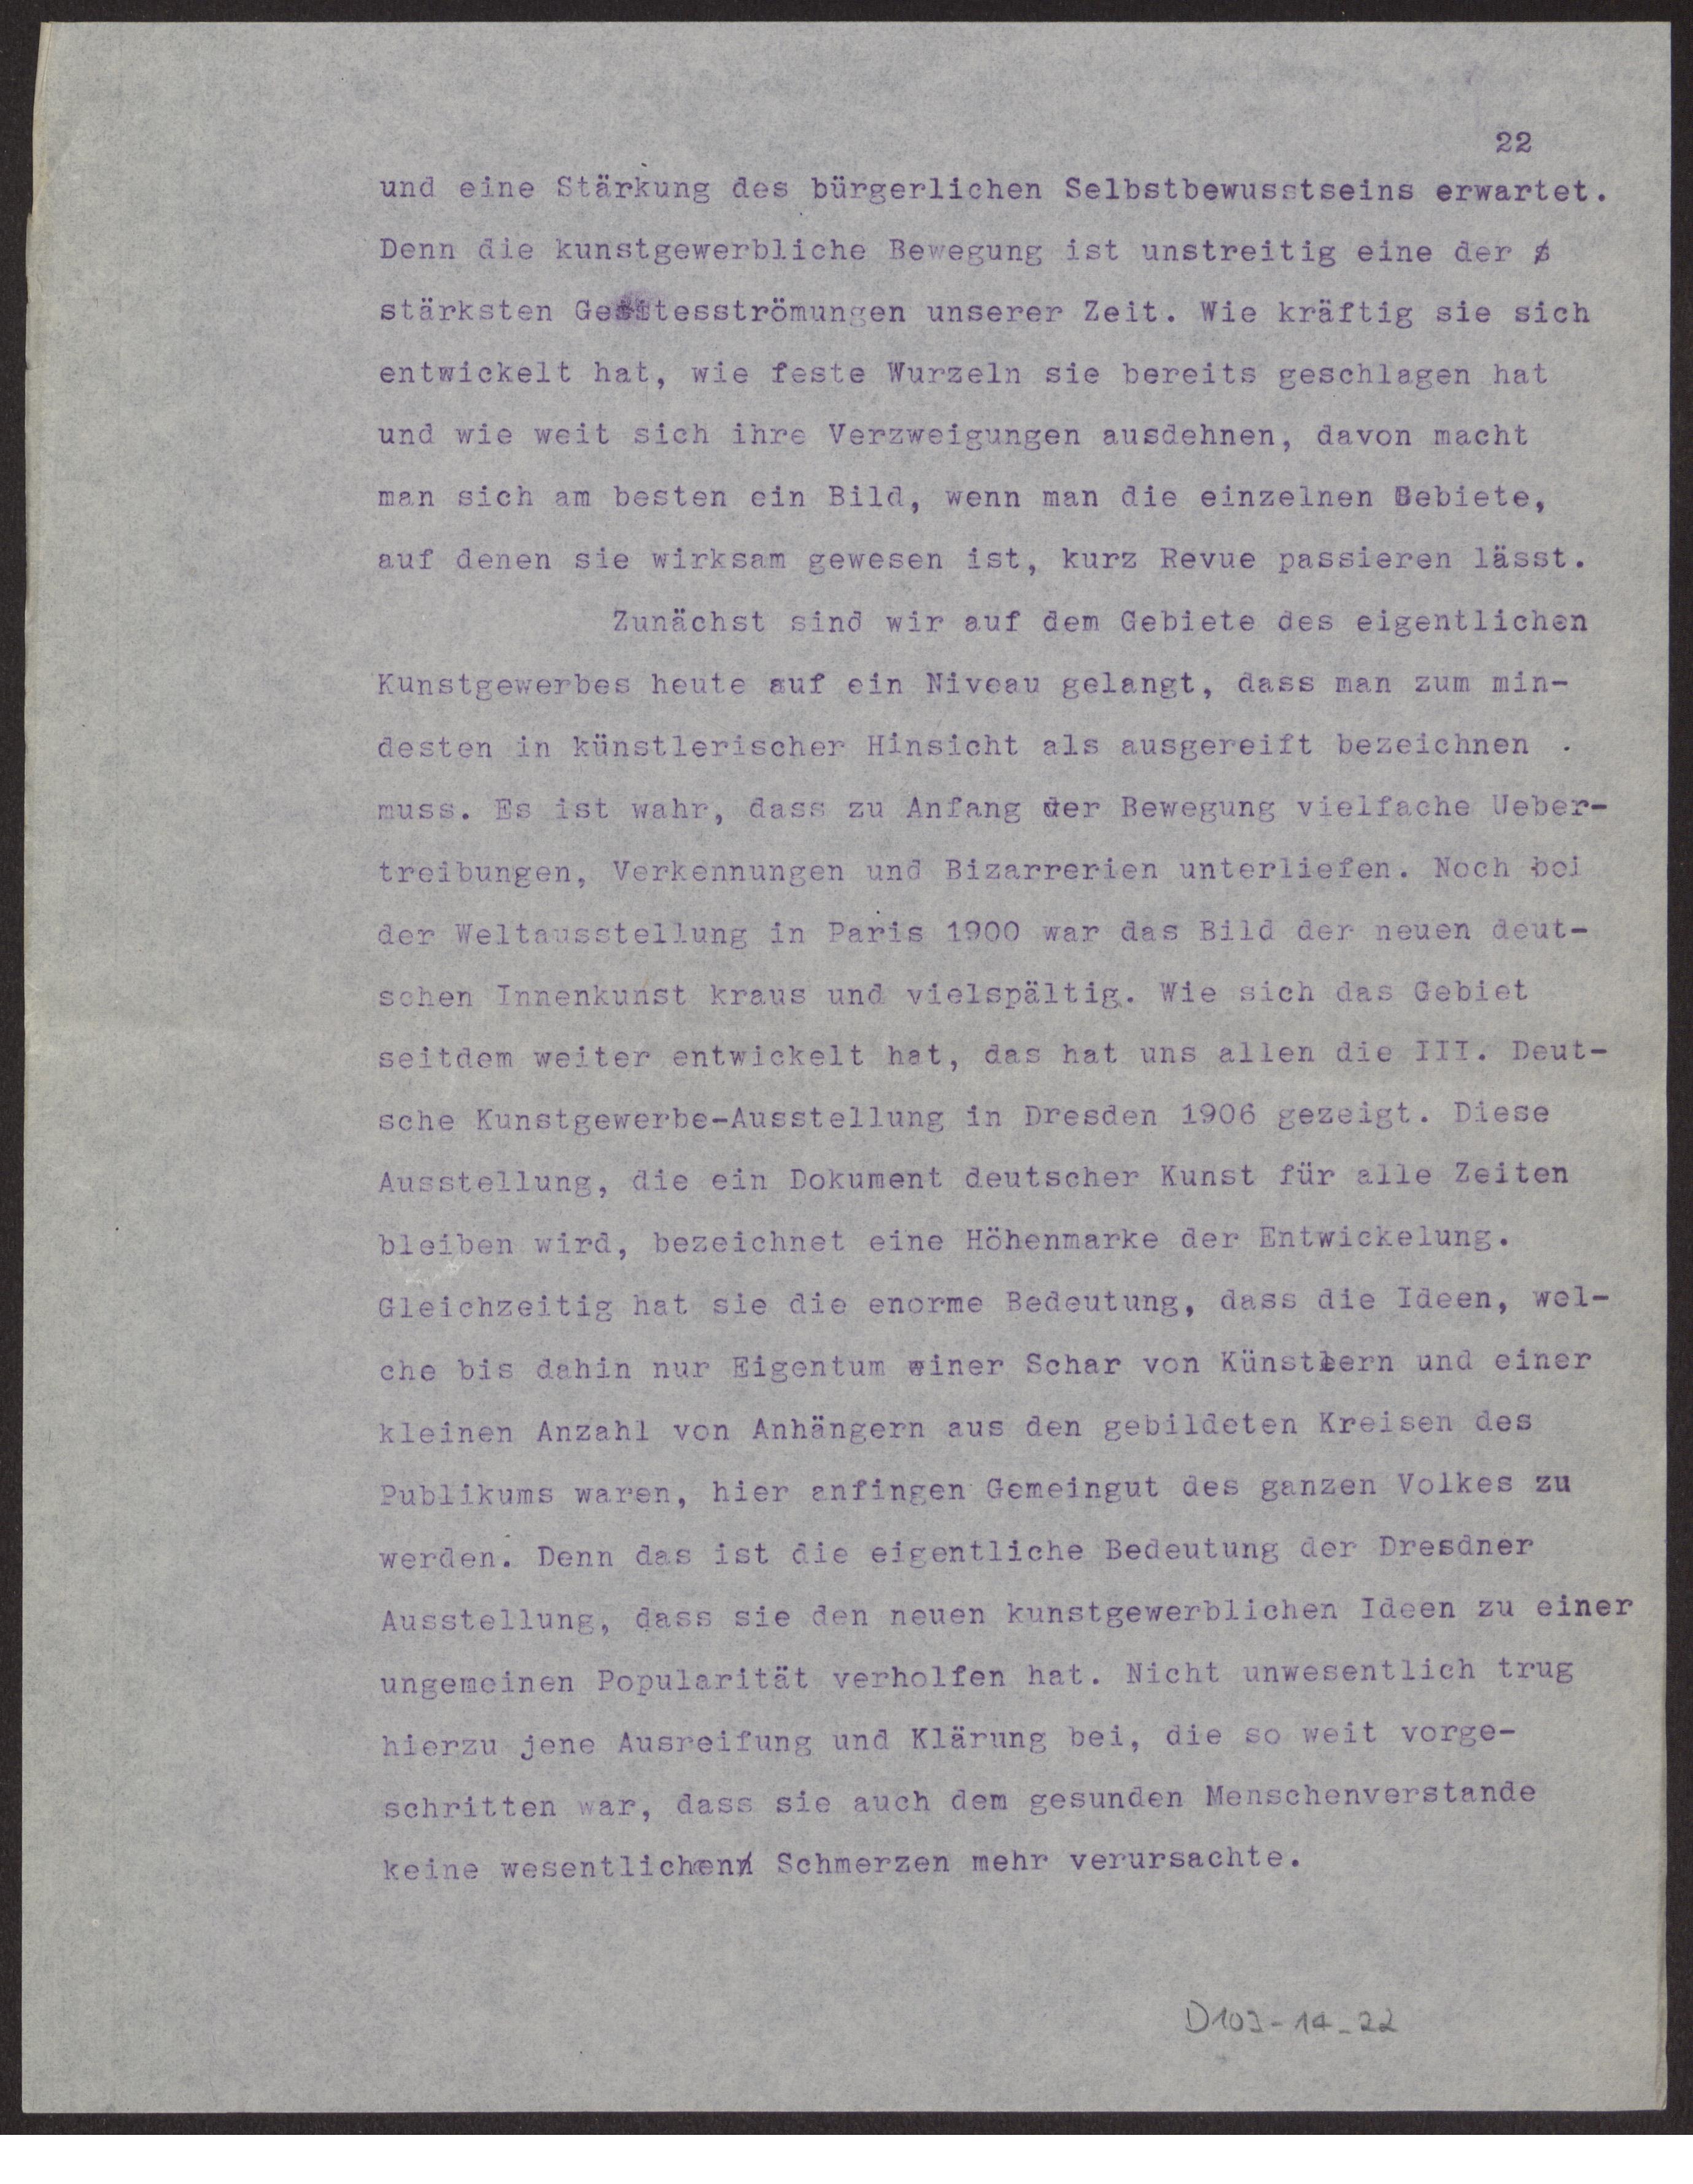 22
und eine Stärkung des bürgerlichen Selbstbewusstseins erwartet.
Denn die kunstgewerbliche Bewegung ist unstreitig eine der
stärksten Geistesströmungen unserer Zeit. Wie kräftig sie sich
entwickelt hat, wie feste Wurzeln sie bereits geschlagen hat
und wie weit sich ihre Verzweigungen ausdehnen, davon macht
man sich am besten ein Bild, wenn man die einzelnen Gebiete,
auf denen sie wirksam gewesen ist, kurz Revue passieren lässt.
Zunächst sind wir auf dem Gebiete des eigentlichen
Kunstgewerbes heute auf ein Niveau gelangt, dass man zum min-
desten in künstlerischer Hinsicht als ausgereift bezeichnen .
muss. Es ist wahr, dass zu Anfang der Bewegung vielfache Ueber-
treibungen, Verkennungen und Bizarrerien unterliefen. Noch bei
der Weltausstellung in Paris 1900 war das Bild der neuen deut-
schen Innenkunst kraus und vielspältig. Wie sich das Gebiet
seitdem weiter entwickelt hat, das hat uns allen die III. Deut-
sche Kunstgewerbe-Ausstellung in Dresden 1906 gezeigt. Diese
Ausstellung, die ein Dokument deutscher Kunst für alle Zeiten
bleiben wird, bezeichnet eine Höhenmarke der Entwickelung.
Gleichzeitig hat sie die enorme Bedeutung, dass die Ideen, wel-
che bis dahin nur Eigentum einer Schar von Künstlern und einer
kleinen Anzahl von Anhängern aus den gebildeten Kreisen des
Publikums waren, hier anfingen Gemeingut des ganzen Volkes zu
werden. Denn das ist die eigentliche Bedeutung der Dresdner
Ausstellung, dass sie den neuen kunstgewerblichen Ideen zu einer
ungemeinen Popularität verholfen hat. Nicht unwesentlich trug
hierzu jene Ausreifung und Klärung bei, die so weit vorge-
schritten war, dass sie auch dem gesunden Menschenverstande
keine wesentlichen Schmerzen mehr verursachte.
D103-14-22